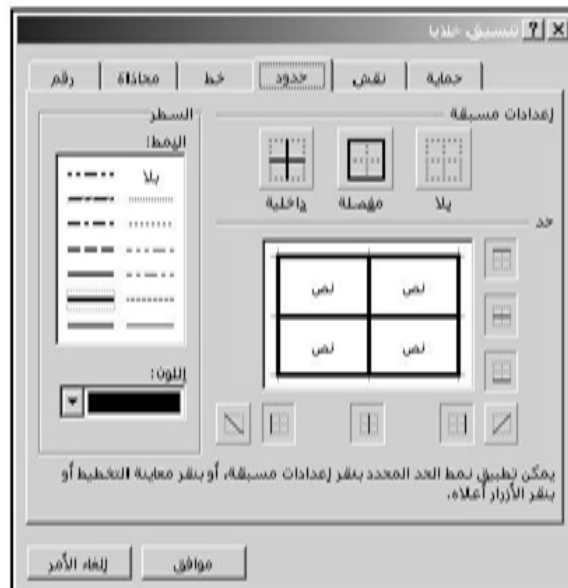 تنسيق خلايا
رقم
محاذاة
خط
حدود
نقش
حماية
إعدادات مسبقة
بلا
مفصلة
داخلية
حد
نص نص
نص نص
السطر
النمط:
بلا
اللون:
يمكن تطبيق نمط الحد المحدد بنقر إعدادات مسبقة، أو بنقر معاينة التخطيط أو
بنقر الأزرار أعلاه.
موافق
إلغاء الأمر